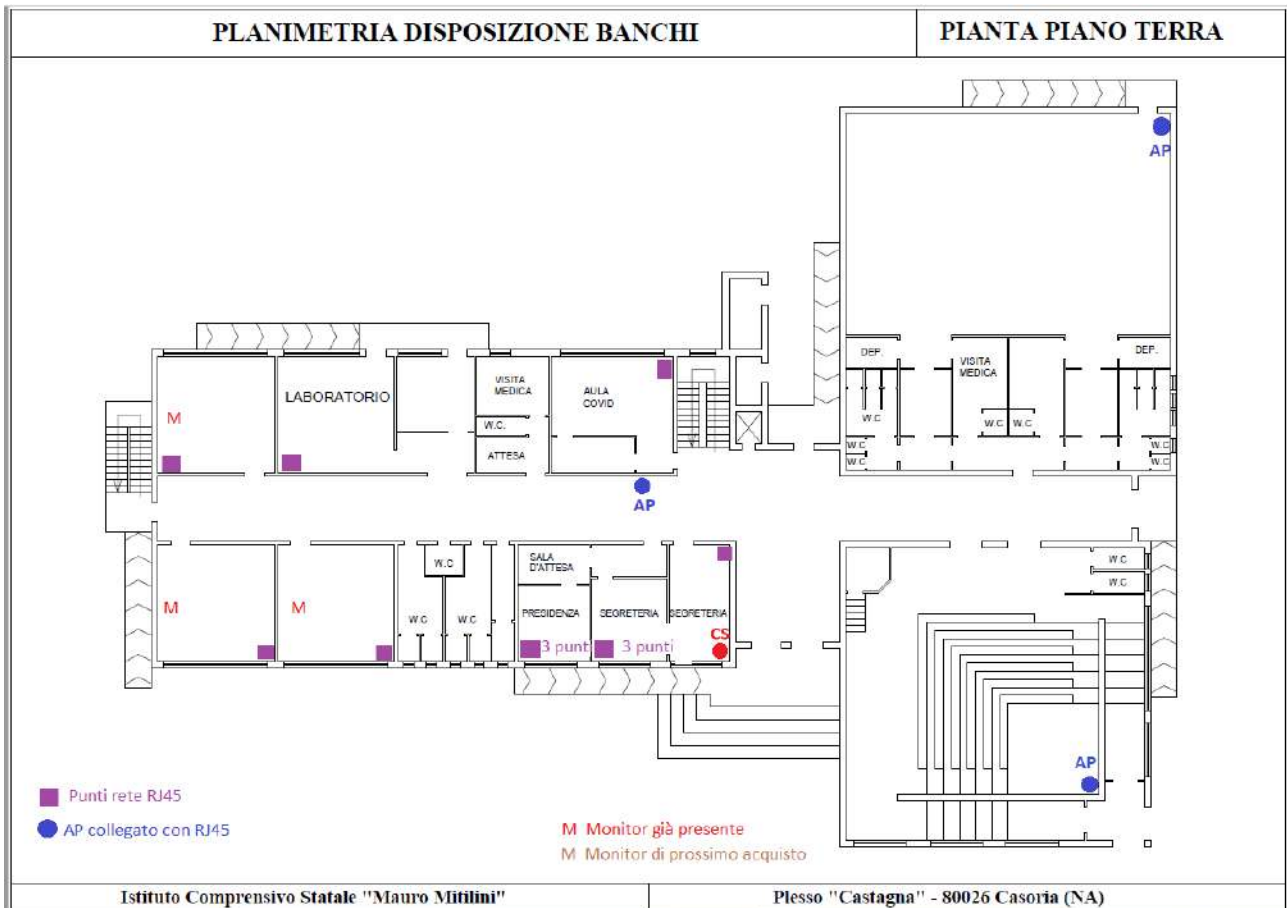 PLANIMETRIA DISPOSIZIONE BANCHI
PIANTA PIANO TERRA
AP
DEP.
VISITA
MEDICA
DEP.
W.C
W.C
W.C
W.C
W.C
W.C
W.C
M
LABORATORIO
VISITA
MEDICA
W.C.
ATTESA
AULA
COVID
AP
W.C
W.C
W.C
M
M
W.C
W.C
W.C
SALA
D'ATTESA
PRESIDENZA
SEGRETERIA
SEGRETERIA
3 punti
3 punti
CS
AP
Punti rete RJ45
AP collegato con RJ45
M Monitor già presente
M Monitor di prossimo acquisto
Istituto Comprensivo Statale "Mauro Mitilini"
Plesso "Castagna" - 80026 Casoria (NA)